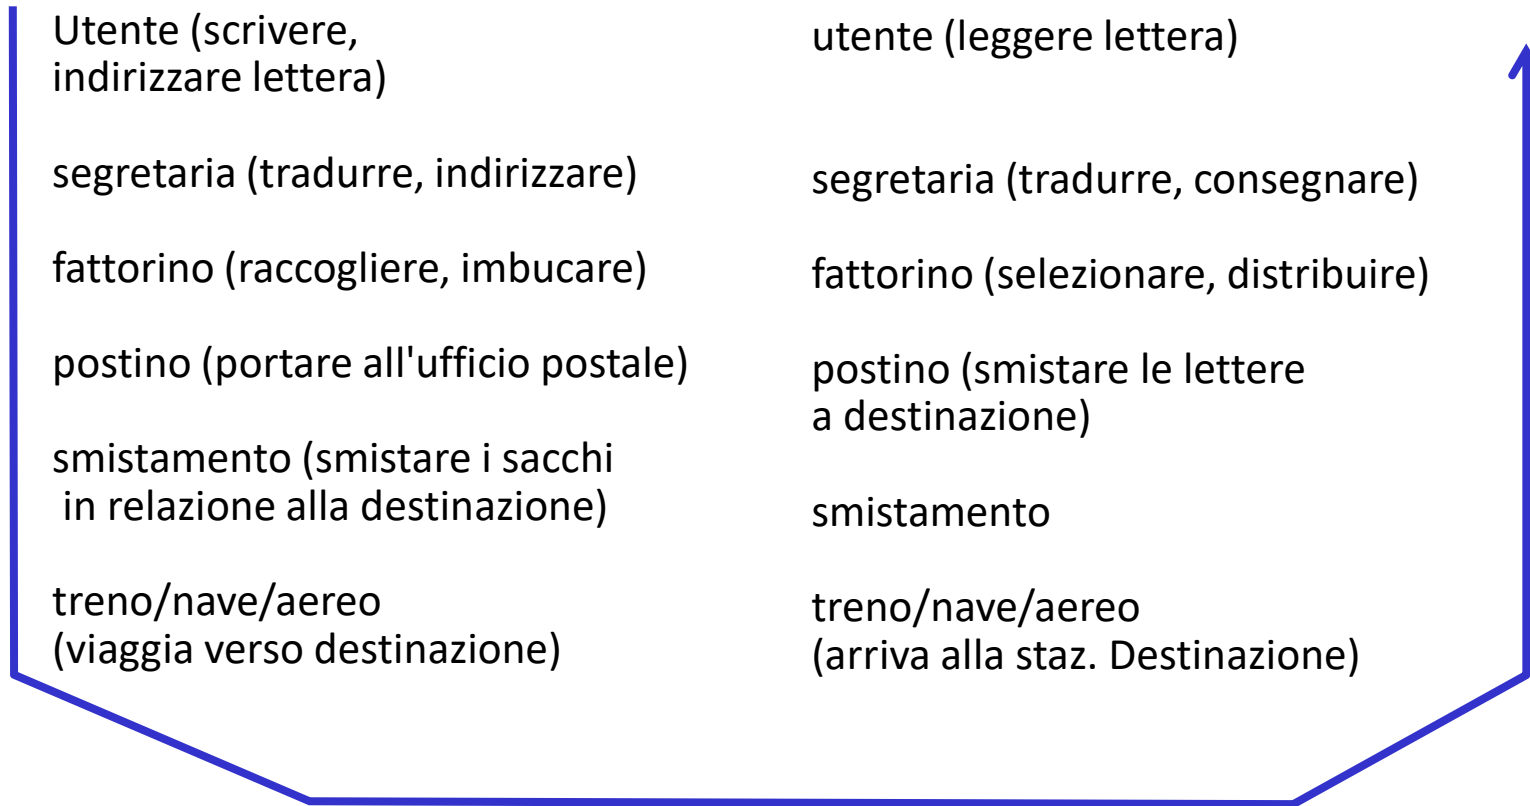 Utente (scrivere,
indirizzare lettera)
segretaria (tradurre, indirizzare)
fattorino (raccogliere, imbucare)
postino (portare all'ufficio postale)
smistamento (smistare i sacchi
in relazione alla destinazione)
treno/nave/aereo
(viaggia verso destinazione)
utente (leggere lettera)
segretaria (tradurre, consegnare)
fattorino (selezionare, distribuire)
postino (smistare le lettere
a destinazione)
smistamento
treno/nave/aereo
(arriva alla staz. Destinazione)